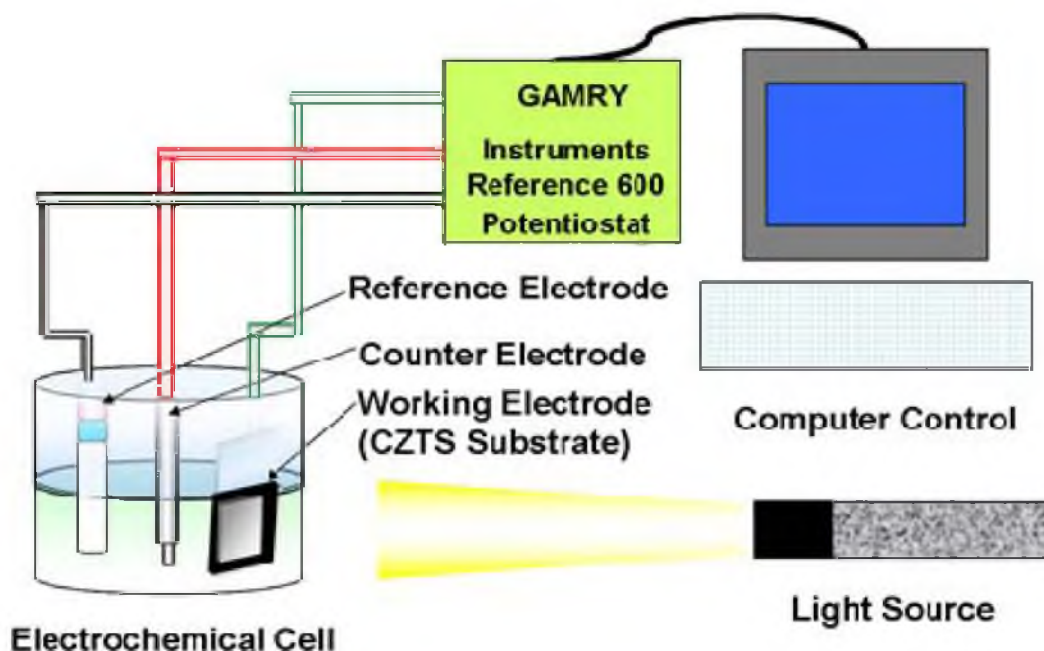 GAMRY
Instruments
Reference 600
Potentiostat
Reference Electrode
Counter Electrode
Working Electrode
(CZTS Substrate)
Computer Control
Light Source
Electrochemical Cell